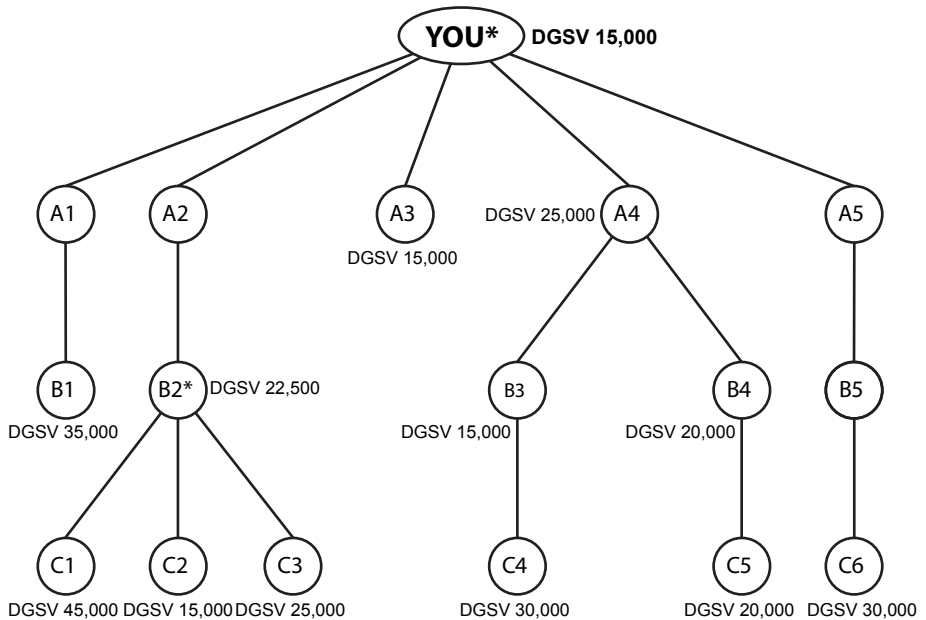 YOU* DGSV 15,000
A1 A2 A3 DGSV 25,000 A4 A5
DGSV 15,000
B1 B2* DGSV 22,500 B3 B4 B5
DGSV 35,000 DGSV 15,000 DGSV 20,000
C1 C2 C3 C4 C5 C6
DGSV 45,000 DGSV 15,000 DGSV 25,000 DGSV 30,000 DGSV 20,000 DGSV 30,000